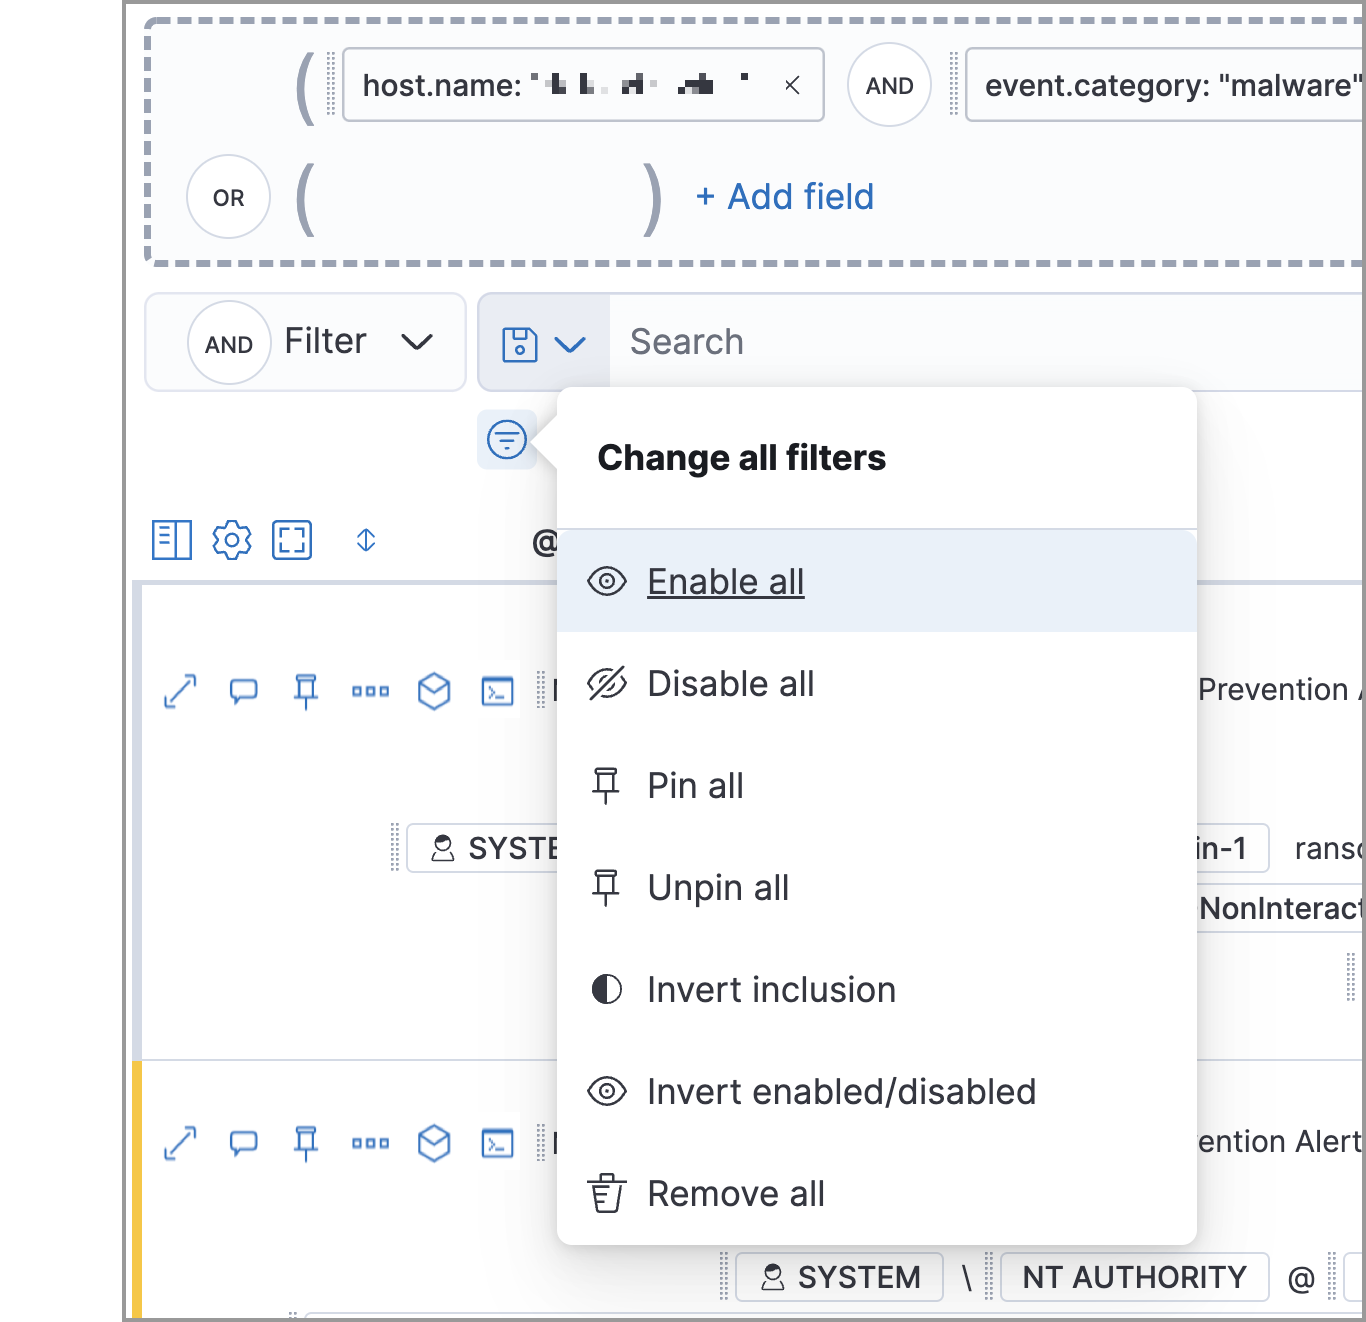 ( host.name: " " × AND event.category: "malware"
OR ( ) + Add field
AND Filter Search
Change all filters
@
Enable all
Disable all
Prevention
Pin all
SYSTE in-1
Unpin all
NonInteract
Invert inclusion
Invert enabled/disabled
ention Alert
Remove all
SYSTEM \ NT AUTHORITY @